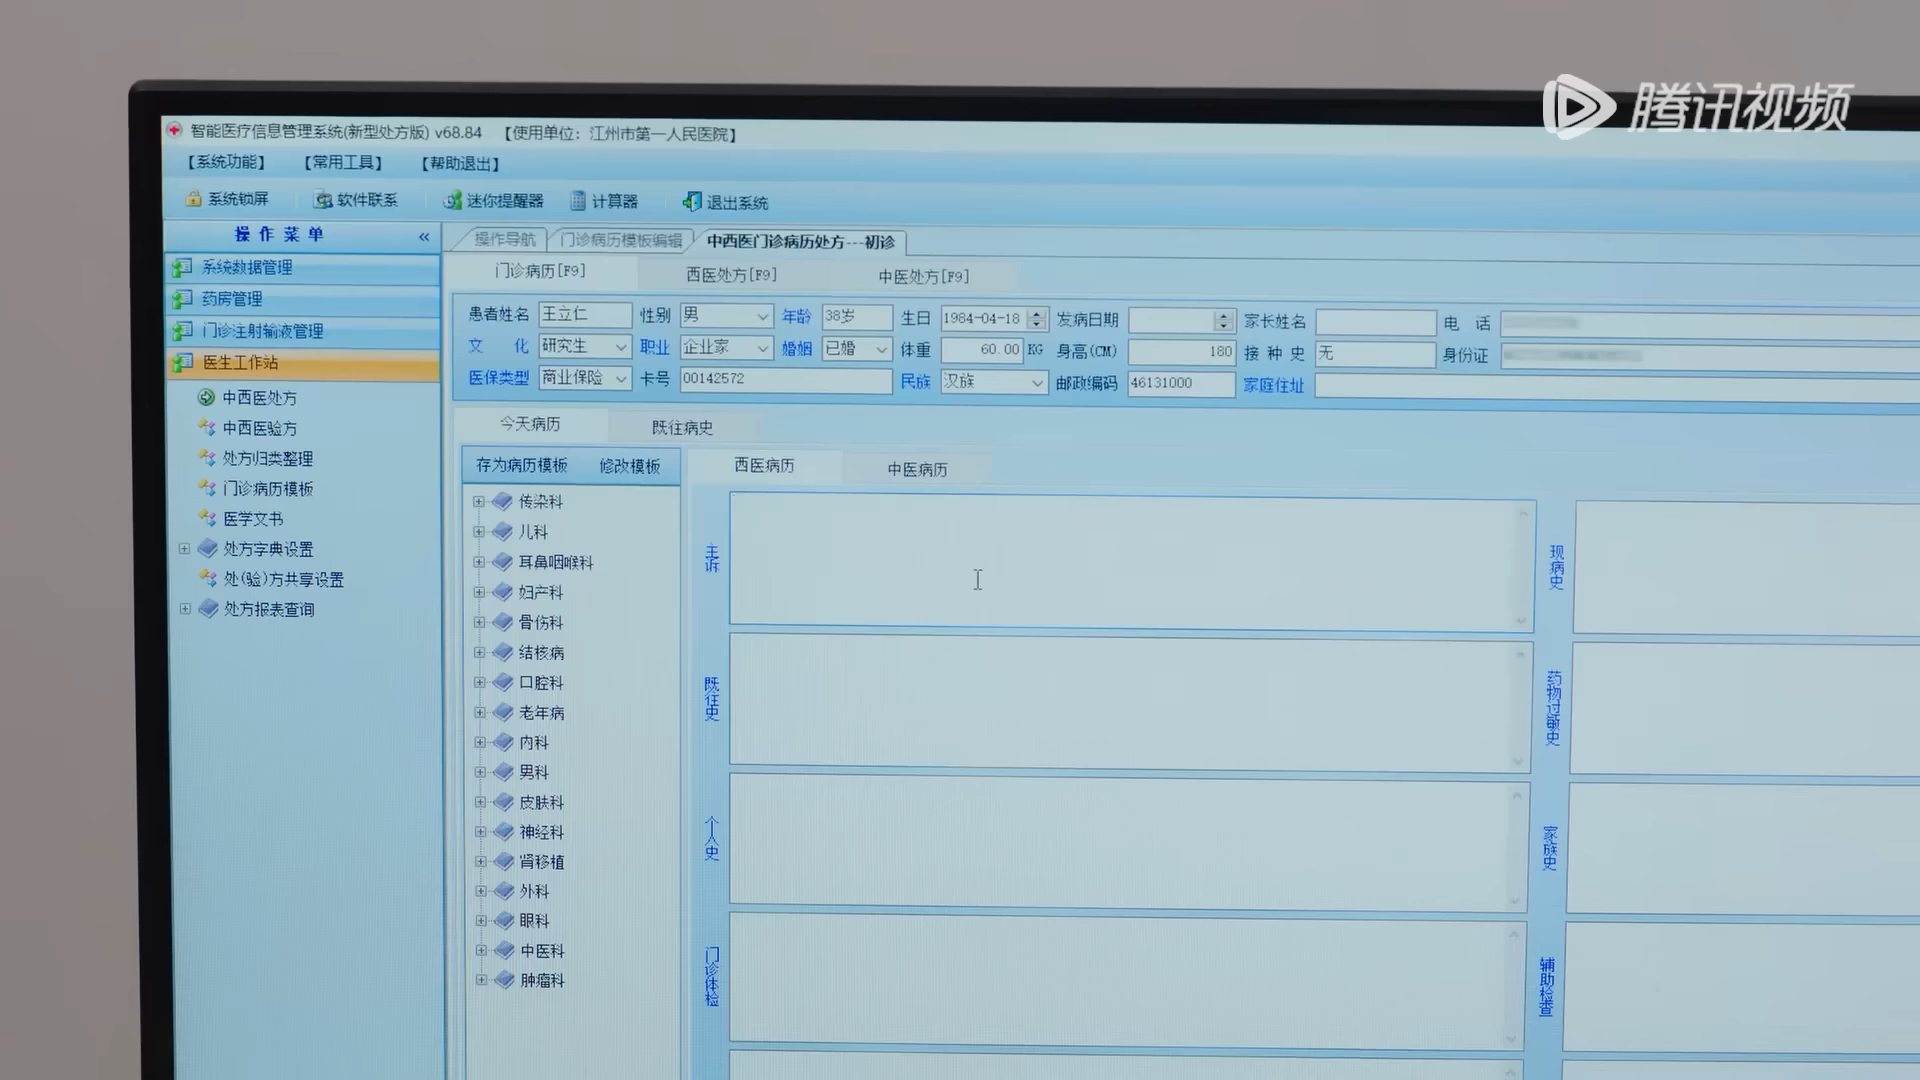 腾讯视频
智能医疗信息管理系统(新型处方版) v68.84 【使用单位：江州市第一人民医院】
【系统功能】 【常用工具】 【帮助退出】
系统锁屏 软件联系 迷你提醒器 计算器 退出系统
操作菜单 «
系统数据管理
药房管理
门诊注射输液管理
医生工作站
中西医处方
中西医验方
处方归类整理
门诊病历模板
医学文书
处方字典设置
处(验)方共享设置
处方报表查询
操作导航 门诊病历模板编辑 中西医门诊病历处方---初诊
门诊病历[F9] 西医处方[F9] 中医处方[F9]
患者姓名 王立仁 性别 男 年龄 38岁 生日 1984-04-18 发病日期 家长姓名 电 话
文 化 研究生 职业 企业家 婚姻 已婚 体重 60.00 KG 身高(CM) 180 接 种 史 无 身份证
医保类型 商业保险 卡号 00142572 民族 汉族 邮政编码 46131000 家庭住址
今天病历 既往病史
存为病历模板 修改模板
传染科
儿科
耳鼻咽喉科
妇产科
骨伤科
结核病
口腔科
老年病
内科
男科
皮肤科
神经科
肾移植
外科
眼科
中医科
肿瘤科
西医病历 中医病历
主诉 现病史
既往史 药物过敏史
个人史 家族史
门诊体检 辅助检查